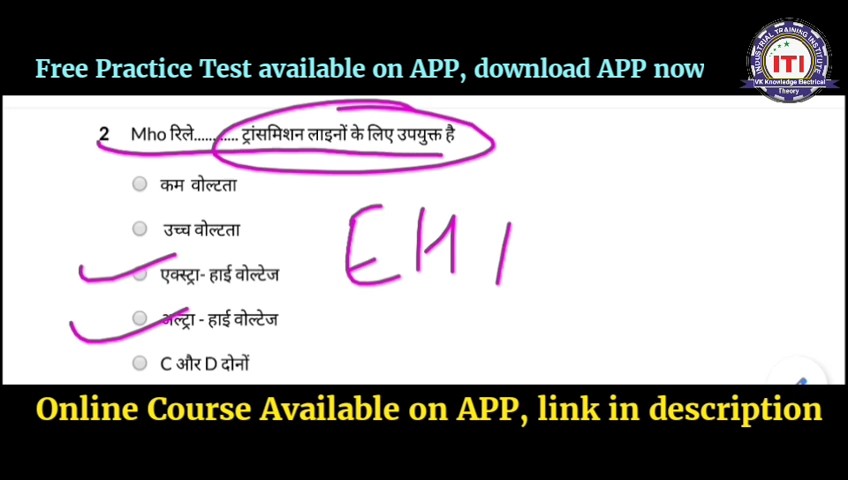 Free Practice Test available on APP, download APP now
INDUSTRIAL TRAINING INSTITUTE
ITI
VK Knowledge Electrical
Theory
2 Mho रिले............ ट्रांसमिशन लाइनों के लिए उपयुक्त है
कम वोल्टता
उच्च वोल्टता
एक्स्ट्रा- हाई वोल्टेज
अल्ट्रा - हाई वोल्टेज
C और D दोनों
EH
Online Course Available on APP, link in description